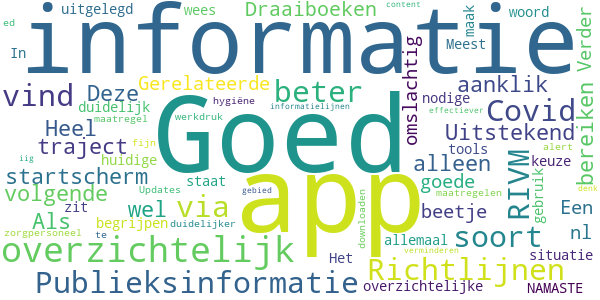 uitgelegd wees Draaiboeken content
ed woord maak Verder
In informatie Meest
Gerelateerde
vind Deze beter aanklik bereiken
duidelijk hygiëne informatielijnen nodige Covid effectiever
maatregel werkdruk omslachtig
Heel Goed Uitstekend
traject fijn tools
iig huidige alleen RIVM keuze alert
startscherm staat app goede
volgende Updates gebied maatregelen denk
zit wel via beetje Een gebruik
Als begrijpen duidelijker downloaden
zorgpersoneel te allemaal soort nl
overzichtelijk Het verminderen situatie
Richtlijnen
Publieksinformatie overzichtelijke NAMASTE